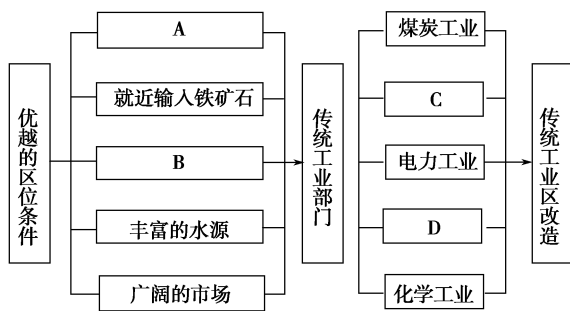 优越的区位条件
A
就近输入铁矿石
B
丰富的水源
广阔的市场
传统工业部门
煤炭工业
C
电力工业
D
化学工业
传统工业区改造